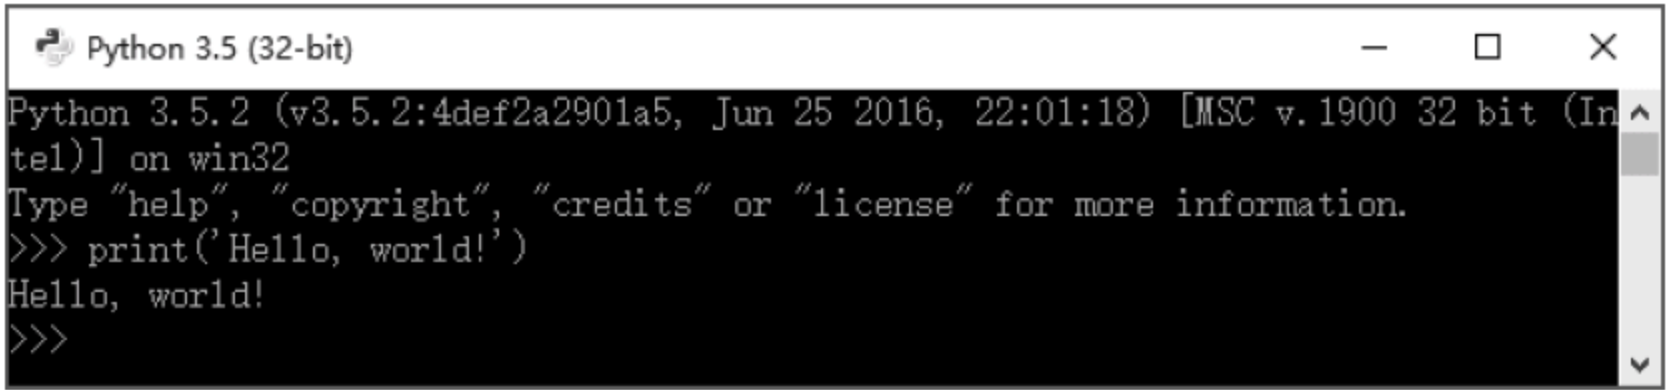 Python 3.5 (32-bit)
Python 3.5.2 (v3.5.2:4def2a2901a5, Jun 25 2016, 22:01:18) [MSC v.1900 32 bit (In
tel)] on win32
Type "help", "copyright", "credits" or "license" for more information.
>>> print('Hello, world!')
Hello, world!
>>>